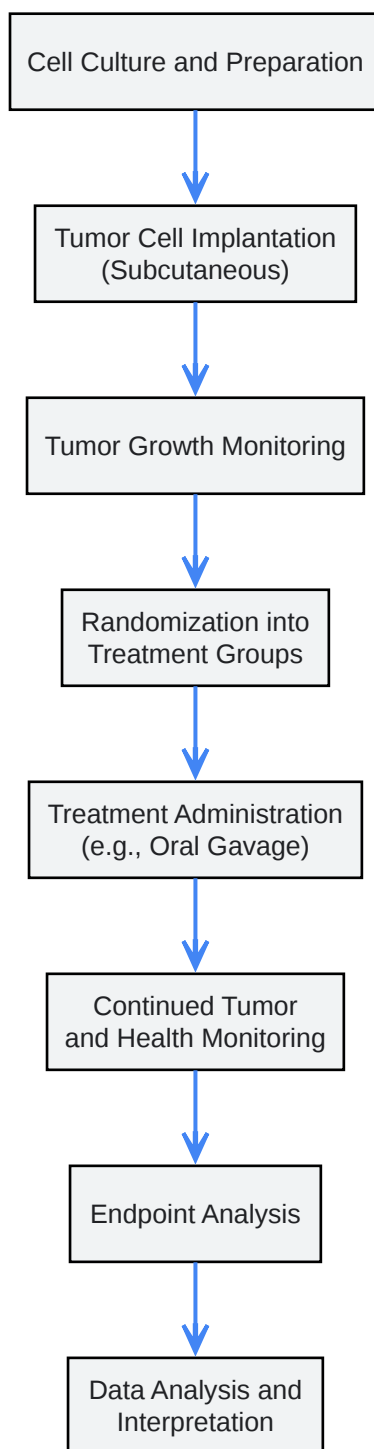 Cell Culture and Preparation
Tumor Cell Implantation
(Subcutaneous)
Tumor Growth Monitoring
Randomization into
Treatment Groups
Treatment Administration
(e.g., Oral Gavage)
Continued Tumor
and Health Monitoring
Endpoint Analysis
Data Analysis and
Interpretation